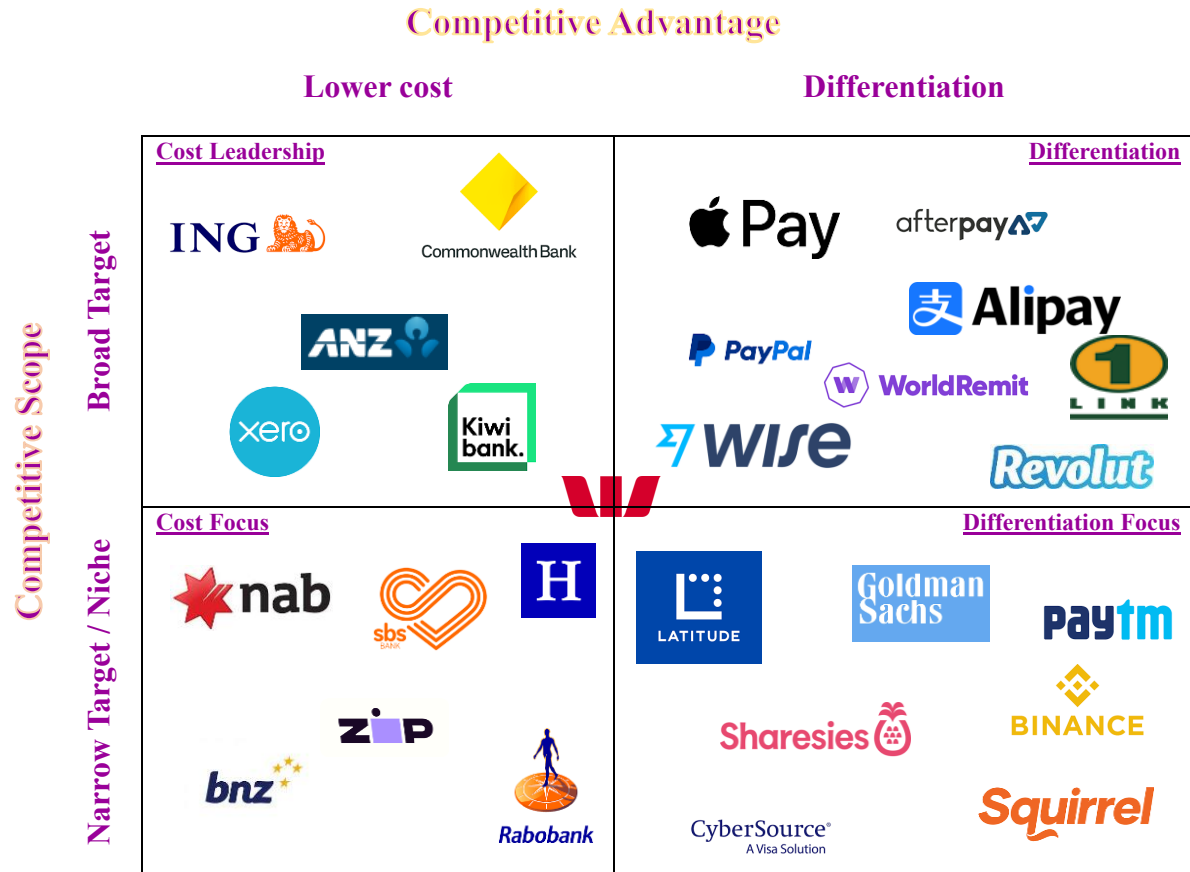 Competitive Advantage
Lower cost
Differentiation
Competitive Scope
Broad Target
Narrow Target / Niche
Cost Leadership
ING
CommonwealthBank
ANZ
xero
Kiwi
bank.
Differentiation
Pay
afterpay
支
Alipay
PayPal
W
WorldRemit
1
LINK
WISE
Revolut
Cost Focus
nab
sbs
BANK
H
ZIP
bnz
Rabobank
Differentiation Focus
LATITUDE
Goldman
Sachs
paytm
BINANCE
Sharesies
Squirrel
CyberSource®
A Visa Solution